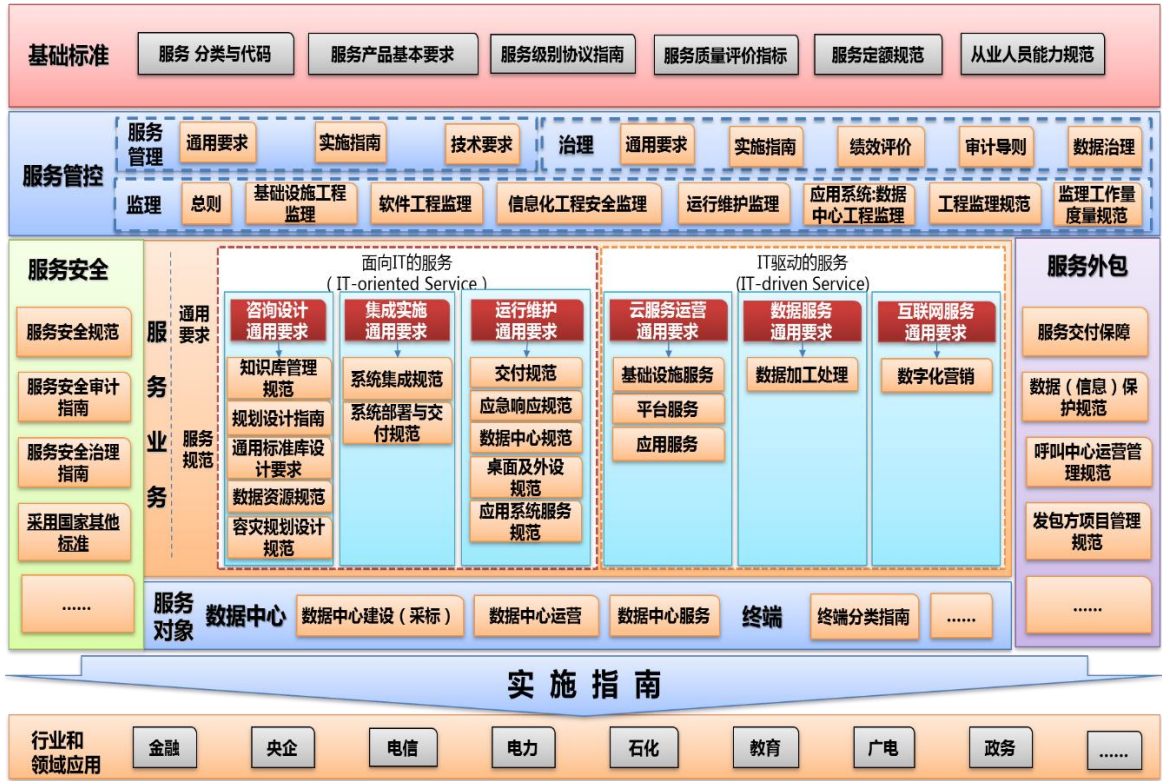 基础标准
服务 分类与代码
服务产品基本要求
服务级别协议指南
服务质量评价指标
服务定额规范
从业人员能力规范
服务管控
服务
管理
通用要求
实施指南
技术要求
治理
通用要求
实施指南
绩效评价
审计导则
数据治理
监理
总则
基础设施工程
监理
软件工程监理
信息化工程安全监理
运行维护监理
应用系统:数据
中心工程监理
工程监理规范
监理工作量
度量规范
服务安全
服务安全规范
服务安全审计
指南
服务安全治理
指南
采用国家其他
标准
......
服
务
业
务
通用
要求
服务
规范
面向IT的服务
( IT-oriented Service )
咨询设计
通用要求
知识库管理
规范
规划设计指南
通用标准库设
计要求
数据资源规范
容灾规划设计
规范
集成实施
通用要求
系统集成规范
系统部署与交
付规范
运行维护
通用要求
交付规范
应急响应规范
数据中心规范
桌面及外设
规范
应用系统服务
规范
IT驱动的服务
(IT-driven Service)
云服务运营
通用要求
基础设施服务
平台服务
应用服务
数据服务
通用要求
数据加工处理
互联网服务
通用要求
数字化营销
服务外包
服务交付保障
数据（信息）保
护规范
呼叫中心运营管
理规范
发包方项目管理
规范
......
服务
对象
数据中心
数据中心建设（采标）
数据中心运营
数据中心服务
终端
终端分类指南
......
实 施 指 南
行业和
领域应用
金融
央企
电信
电力
石化
教育
广电
政务
......